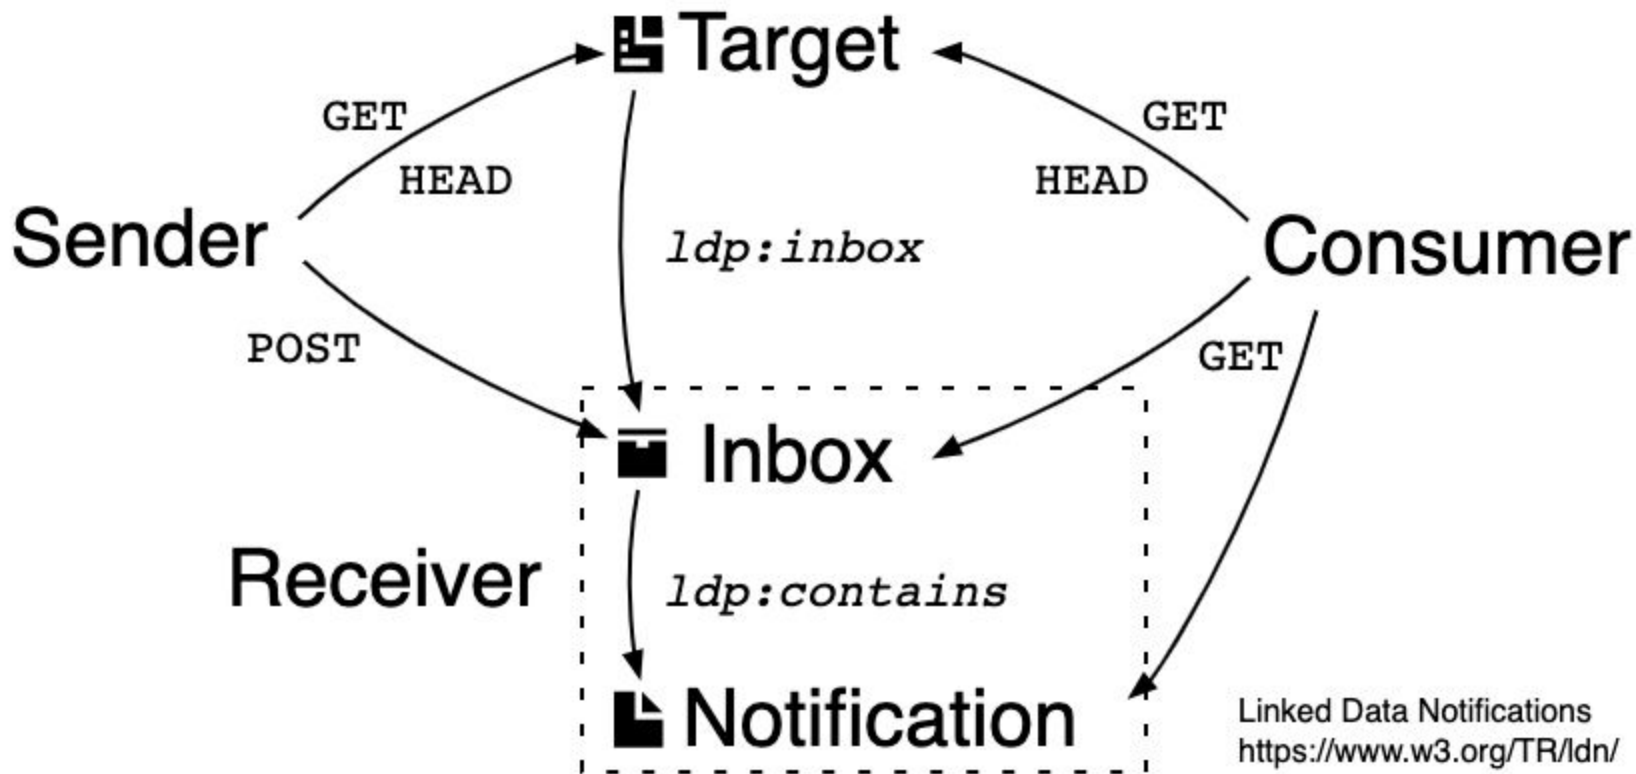 Target
GET
GET
HEAD
HEAD
Sender
ldp:inbox
Consumer
POST
GET
Inbox
Receiver
ldp:contains
Notification
Linked Data Notifications
https://www.w3.org/TR/ldn/